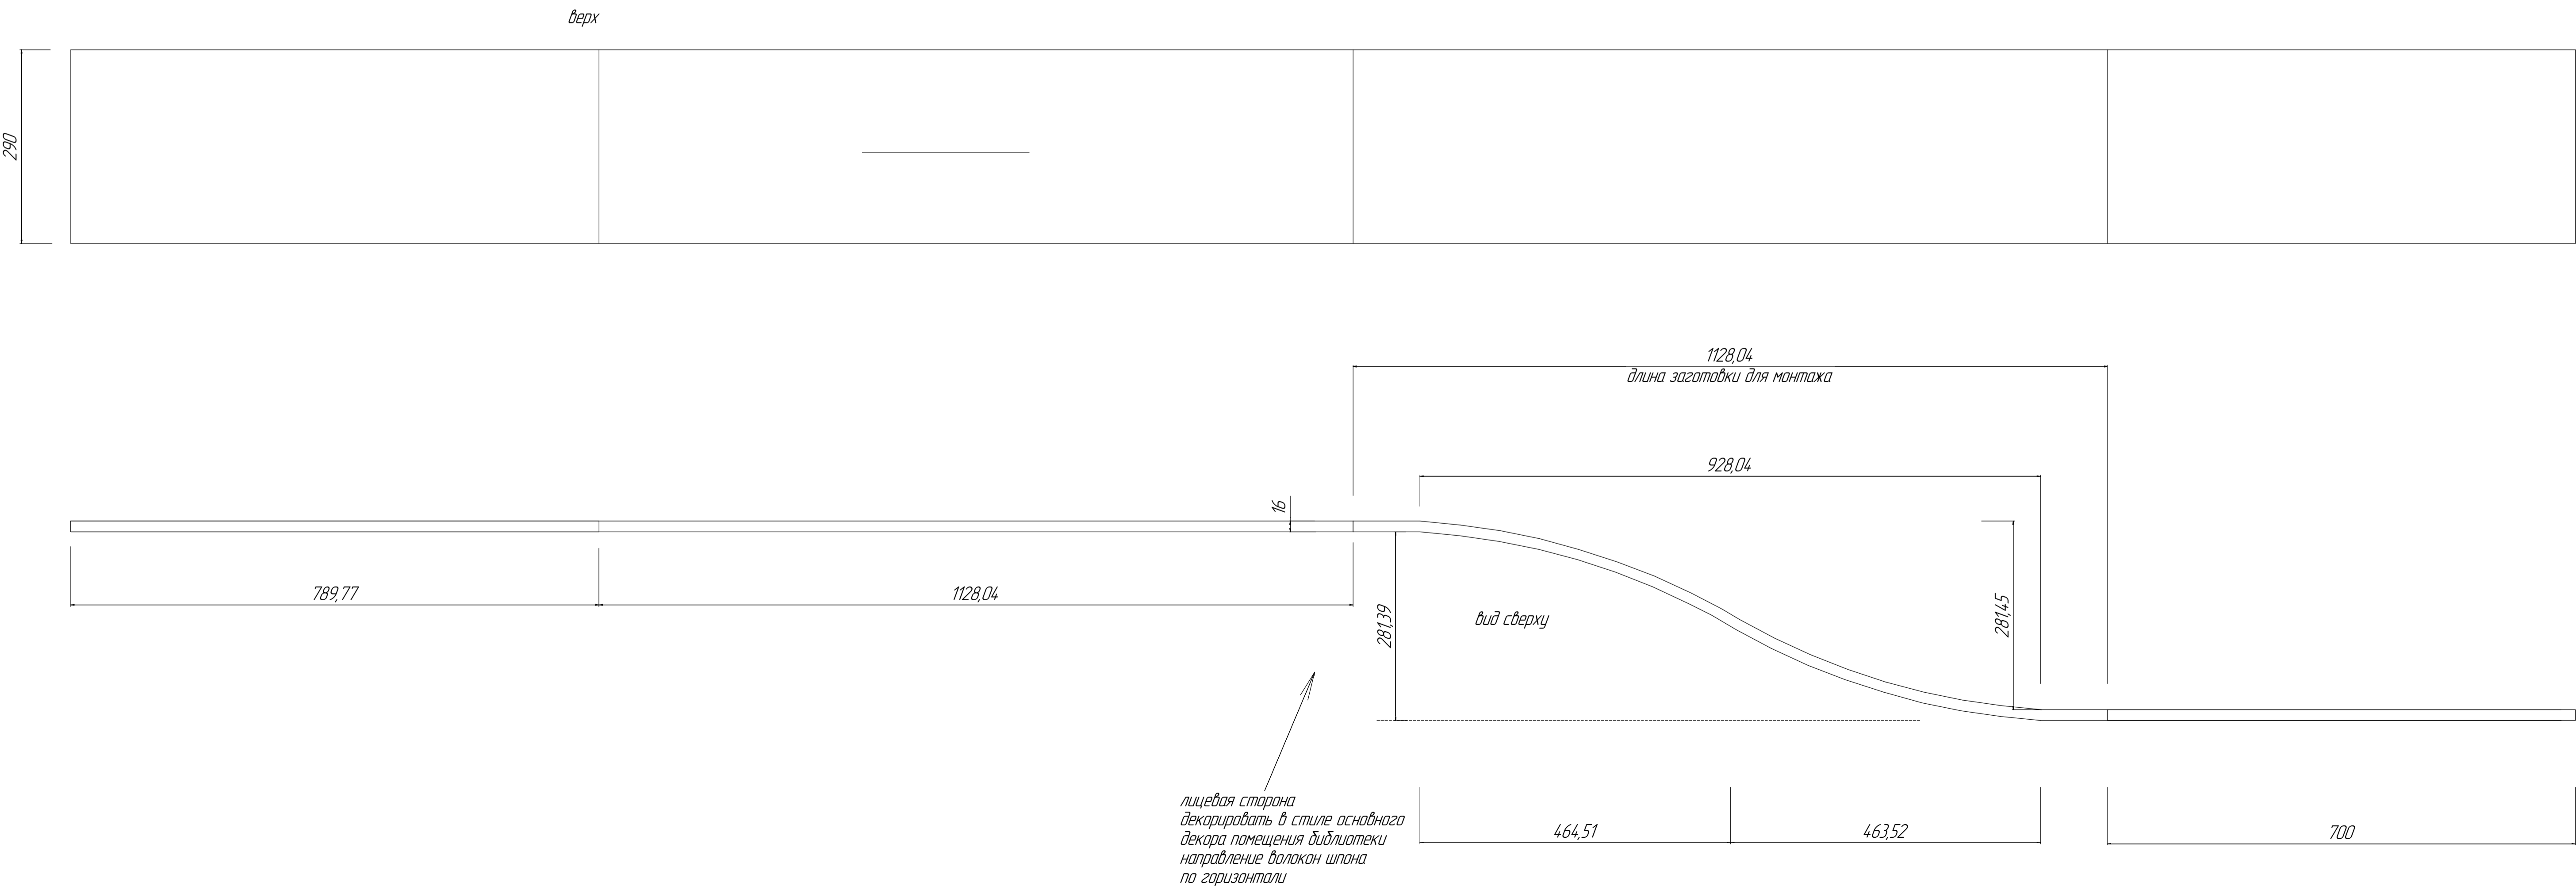 верх
290
1128,04
длина заготовки для монтажа
928,04
16
789,77
1128,04
281,39
вид сверху
281,45
лицевая сторона
декорировать в стиле основного
декора помещения библиотеки
направление волокон шпона
по горизонтали
464,51
463,52
700